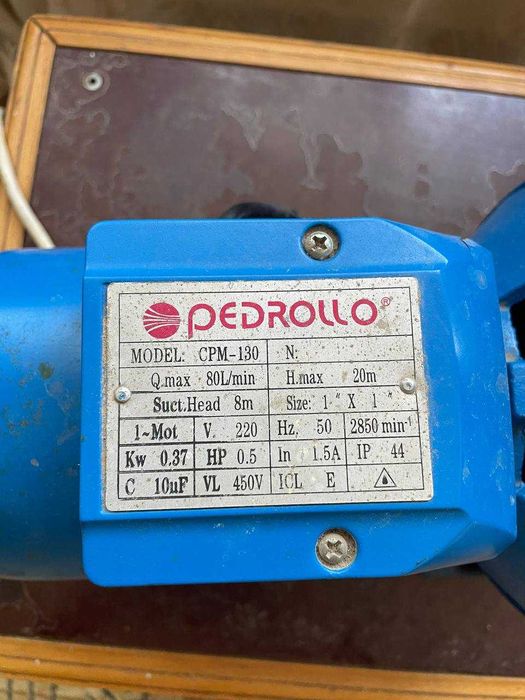 PEDROLLO®
MODEL: CPM-130 N:
Q.max 80L/min H.max 20m
Suct.Head 8m Size: 1" X 1"
1~Mot V. 220 Hz. 50 2850 min⁻¹
Kw 0.37 HP 0.5 In 1.5A IP 44
C 10uF VL 450V ICL E